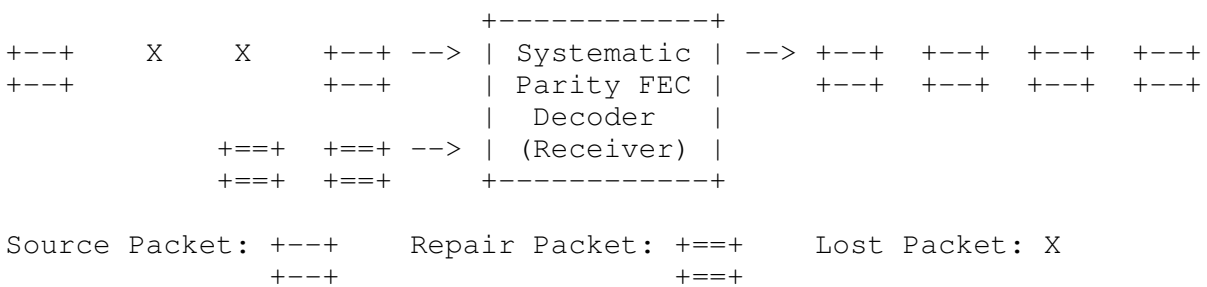 +------------+
+--+    X    X    +--+ --> | Systematic | --> +--+  +--+  +--+  +--+
+--+              +--+     | Parity FEC |     +--+  +--+  +--+  +--+
                           |  Decoder   |
            +==+  +==+ --> | (Receiver) |
            +==+  +==+     +------------+
Source Packet: +--+    Repair Packet: +==+    Lost Packet: X
               +--+                   +==+